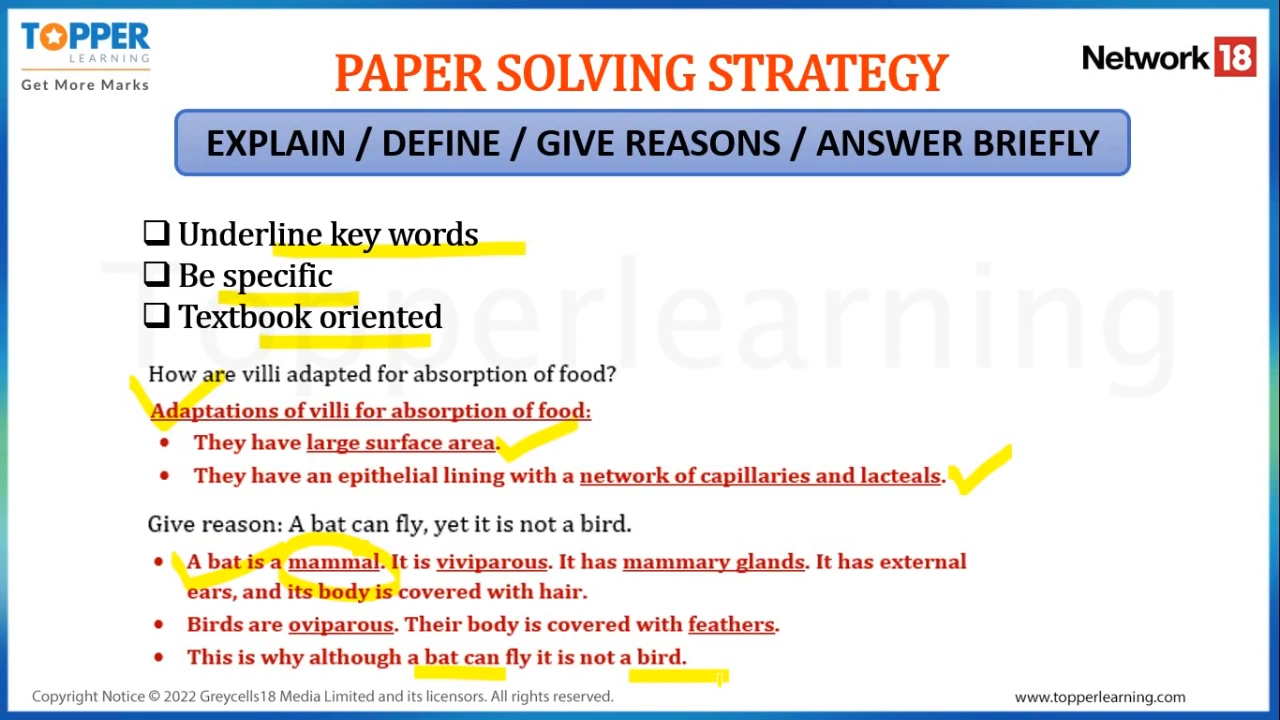 TOPPER
LEARNING
Get More Marks
Network 18
PAPER SOLVING STRATEGY
EXPLAIN / DEFINE / GIVE REASONS / ANSWER BRIEFLY
❑ Underline key words
❑ Be specific
❑ Textbook oriented
Topperlearning
How are villi adapted for absorption of food?
Adaptations of villi for absorption of food:
• They have large surface area.
• They have an epithelial lining with a network of capillaries and lacteals.
Give reason: A bat can fly, yet it is not a bird.
• A bat is a mammal. It is viviparous. It has mammary glands. It has external
ears, and its body is covered with hair.
• Birds are oviparous. Their body is covered with feathers.
• This is why although a bat can fly it is not a bird.
Copyright Notice © 2022 Greycells18 Media Limited and its licensors. All rights reserved.
www.topperlearning.com